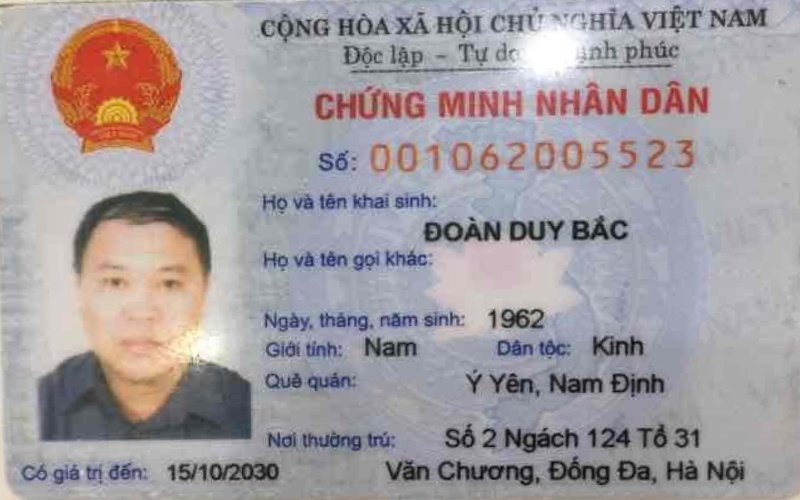 CỘNG HÒA XÃ HỘI CHỦ NGHĨA VIỆT NAM
Độc lập – Tự phúc
CHỨNG MINH NHÂN DÂN
Số: 001062005523
Họ và tên khai sinh:
ĐOÀN DUY BẮC
Họ và tên gọi khác:
Ngày, tháng, năm sinh: 1962
Giới tính: Nam Dân tộc: Kinh
Quê quán: Ý Yên, Nam Định
Nơi thường trú: Số 2 Ngách 124 Tổ 31
Có giá trị đến: 15/10/2030 Văn Chương, Đống Đa, Hà Nội